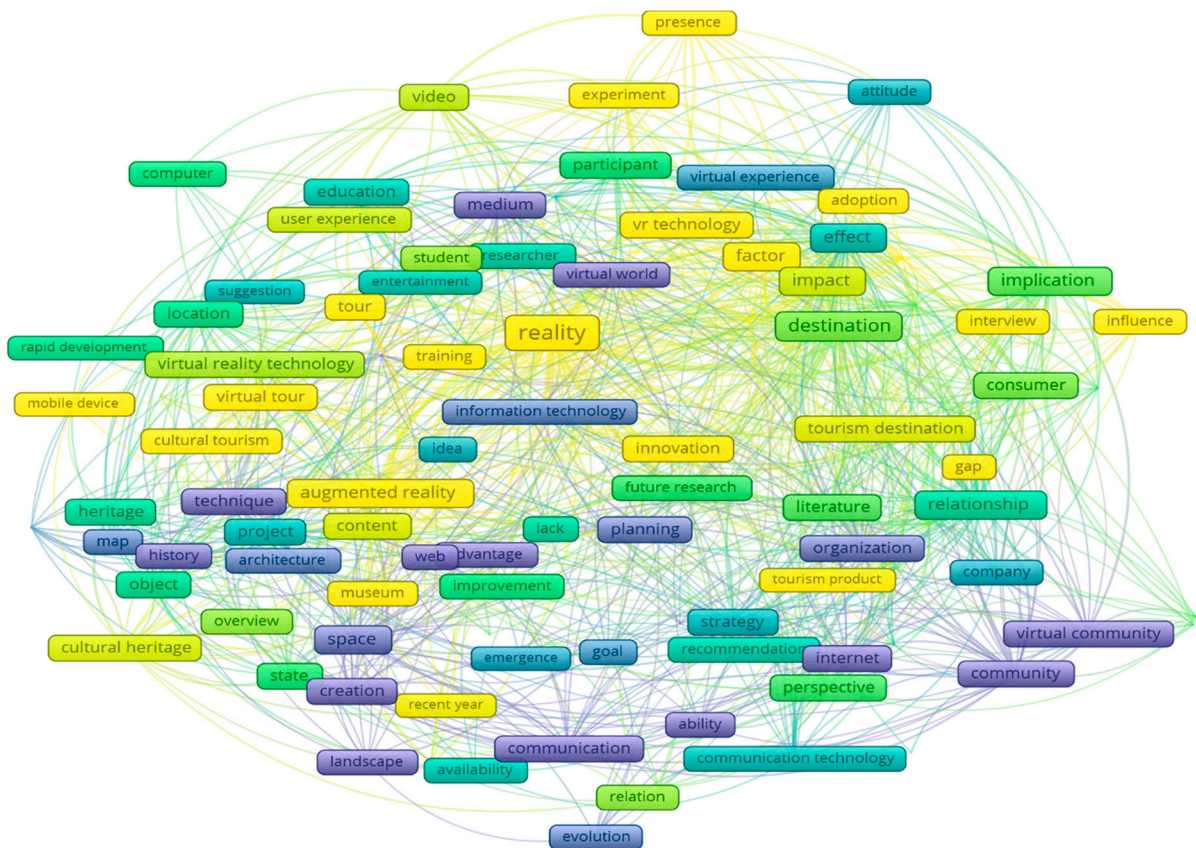 presence
attitude
video
experiment
participant
computer
virtual experience
education
adoption
medium
user experience
vr technology
effect
student
researcher
factor
virtual world
entertainment
impact
implication
suggestion
tour
location
reality
destination
interview
influence
rapid development
training
virtual reality technology
consumer
virtual tour
mobile device
information technology
tourism destination
cultural tourism
idea
innovation
gap
augmented reality
future research
technique
literature
relationship
heritage
content
lack
planning
project
map
history
architecture
web
advantage
organization
company
object
improvement
tourism product
museum
overview
strategy
space
virtual community
cultural heritage
emergence
goal
recommendation
internet
community
state
creation
perspective
recent year
ability
communication
landscape
availability
communication technology
relation
evolution